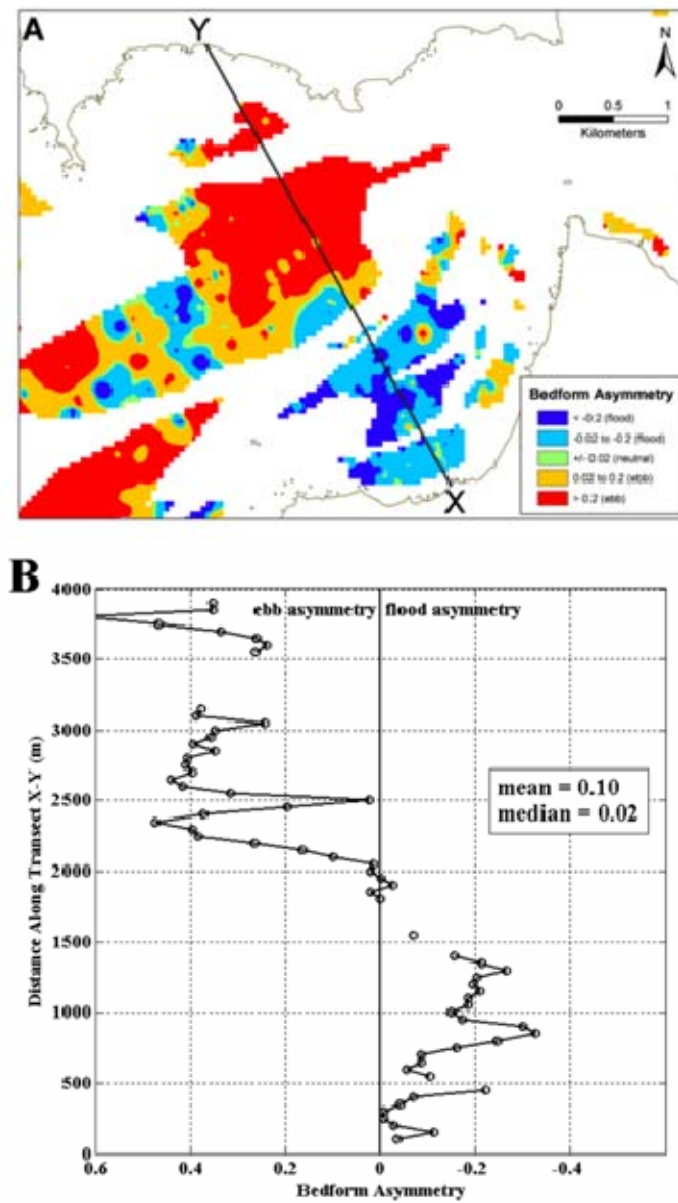 A
Y
N
0 0.5 1
Kilometers
Bedform Asymmetry
< -0.2 (flood)
-0.02 to -0.2 (flood)
+/- 0.02 (neutral)
0.02 to 0.2 (ebb)
> 0.2 (ebb)
X
B
ebb asymmetry flood asymmetry
mean = 0.10
median = 0.02
Distance Along Transect X-Y (m)
4000
3500
3000
2500
2000
1500
1000
500
0
0.6 0.4 0.2 0 -0.2 -0.4
Bedform Asymmetry